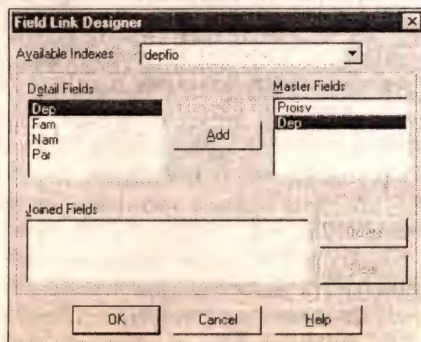 Field Link Designer
Available Indexes depfio
Detail Fields
Dep
Fam
Nam
Par
Add
Master Fields
Proisv
Dep
Joined Fields
Delete
Clear
OK Cancel Help